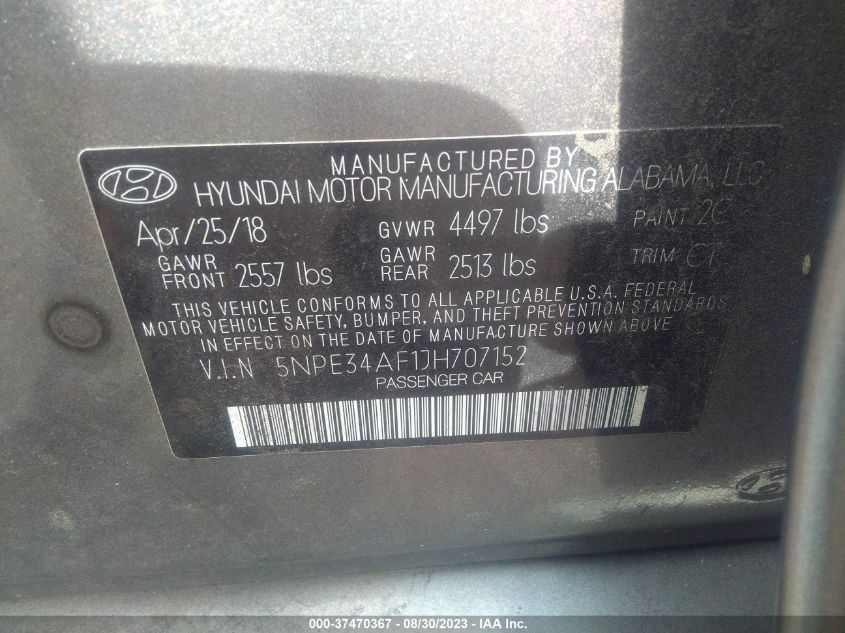 MANUFACTURED BY
HYUNDAI MOTOR MANUFACTURING ALABAMA, LLC
Apr/25/18 GVWR 4497 lbs PAINT 2C
GAWR FRONT 2557 lbs GAWR REAR 2513 lbs TRIM
THIS VEHICLE CONFORMS TO ALL APPLICABLE U.S.A. FEDERAL
MOTOR VEHICLE SAFETY, BUMPER, AND THEFT PREVENTION STANDARDS
IN EFFECT ON THE DATE OF MANUFACTURE SHOWN ABOVE
V.I.N 5NPE34AF1JH707152
PASSENGER CAR
000-37470367 - 08/30/2023 - IAA Inc.